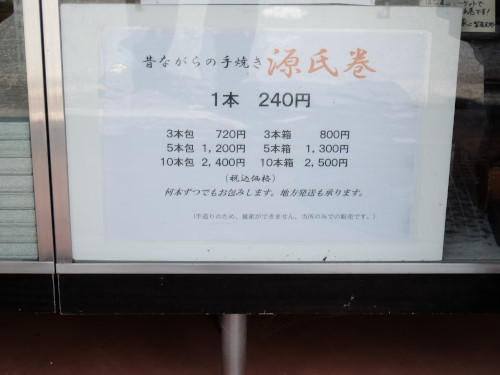 昔ながらの手焼き 源氏巻
1本 240円
3本包 720円 3本箱 800円
5本包 1,200円 5本箱 1,300円
10本包 2,400円 10本箱 2,500円
(税込価格)
何本ずつでもお包みします。地方発送も承ります。